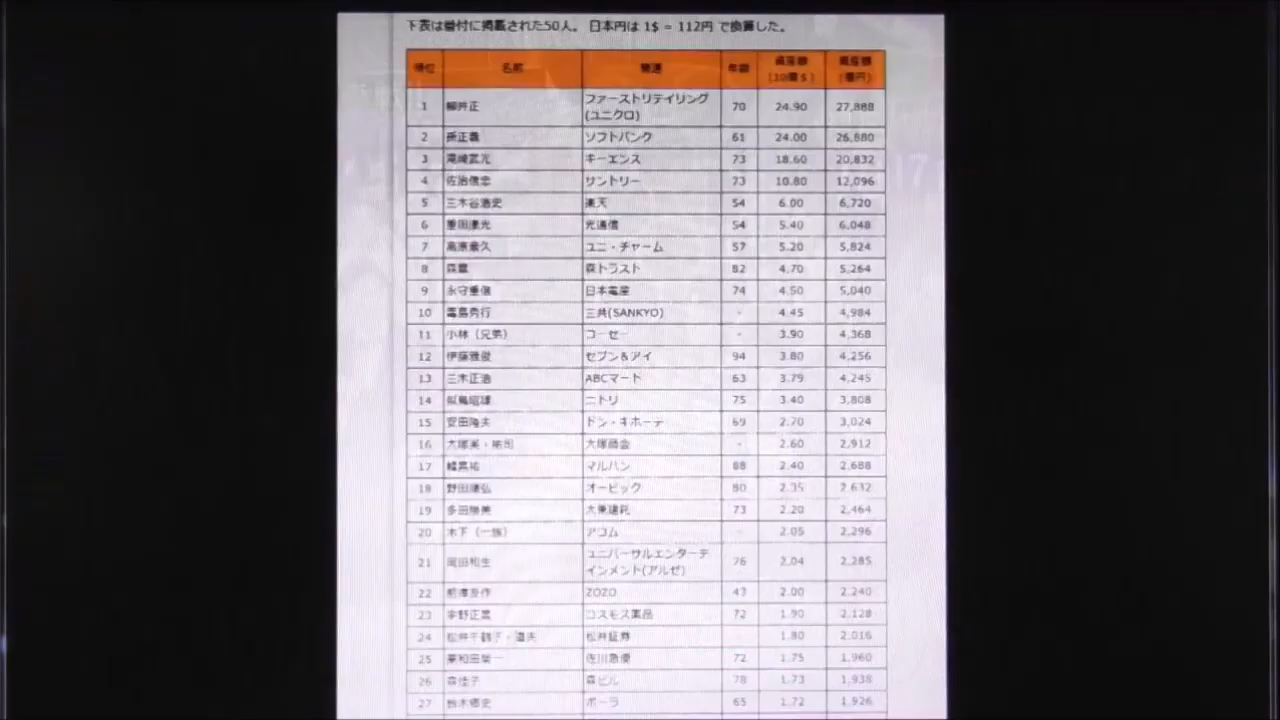 下表は番付に掲載された50人。 日本円は 1$ = 112円 で換算した。
順位 名前 関連 年齢 資産額 (10億$) 資産額 (億円)
1 柳井正 ファーストリテイリング (ユニクロ) 70 24.90 27,888
2 孫正義 ソフトバンク 61 24.00 26,880
3 滝崎武光 キーエンス 73 18.60 20,832
4 佐治信忠 サントリー 73 10.80 12,096
5 三木谷浩史 楽天 54 6.00 6,720
6 重田康光 光通信 54 5.40 6,048
7 高原豪久 ユニ・チャーム 57 5.20 5,824
8 森章 森トラスト 82 4.70 5,264
9 永守重信 日本電産 74 4.50 5,040
10 毒島秀行 三共(SANKYO) - 4.45 4,984
11 小林（兄弟） コーセー - 3.90 4,368
12 伊藤雅俊 セブン&アイ 94 3.80 4,256
13 三木正浩 ABCマート 63 3.79 4,245
14 似鳥昭雄 ニトリ 75 3.40 3,808
15 安田隆夫 ドン・キホーテ 69 2.70 3,024
16 大塚実・裕司 大塚商会 - 2.60 2,912
17 韓昌祐 マルハン 88 2.40 2,688
18 野田順弘 オービック 80 2.35 2,632
19 多田勝美 大東建託 73 2.20 2,464
20 木下（一族） アコム - 2.05 2,296
21 岡田和生 ユニバーサルエンターテインメント(アルゼ) 76 2.04 2,285
22 前澤友作 ZOZO 43 2.00 2,240
23 宇野正晃 コスモス薬品 72 1.90 2,128
24 松井千鶴子・道夫 松井証券 1.80 2,016
25 栗和田榮一 佐川急便 72 1.75 1,960
26 森佳子 森ビル 78 1.73 1,938
27 鈴木郷史 ポーラ 65 1.72 1,926